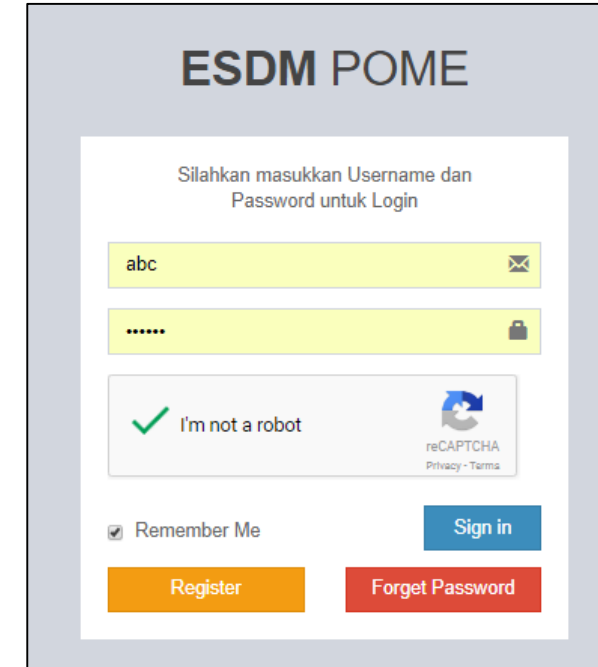 ESDM POME
Silahkan masukkan Username dan
Password untuk Login
abc
••••••
I'm not a robot
reCAPTCHA
Privacy - Terms
Remember Me
Sign in
Register
Forget Password